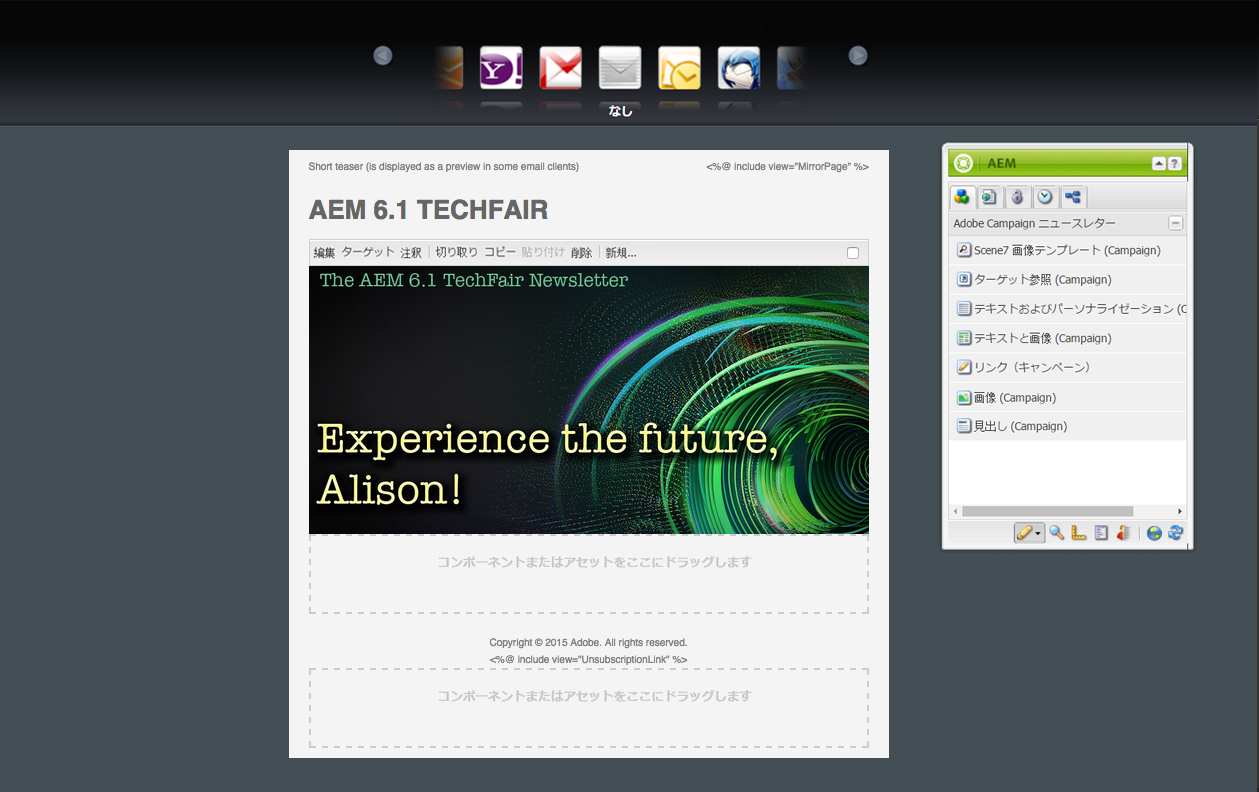 なし
Short teaser (is displayed as a preview in some email clients)
<%@ include view="MirrorPage" %>
AEM 6.1 TECHFAIR
編集 ターゲット 注釈 切り取り コピー 貼り付け 削除 新規...
The AEM 6.1 TechFair Newsletter
Experience the future,
Alison!
コンポーネントまたはアセットをここにドラッグします
Copyright © 2015 Adobe. All rights reserved.
<%@ include view="UnsubscriptionLink" %>
コンポーネントまたはアセットをここにドラッグします
AEM
Adobe Campaign ニュースレター
Scene7 画像テンプレート (Campaign)
ターゲット参照 (Campaign)
テキストおよびパーソナライゼーション (C
テキストと画像 (Campaign)
リンク（キャンペーン）
画像 (Campaign)
見出し (Campaign)